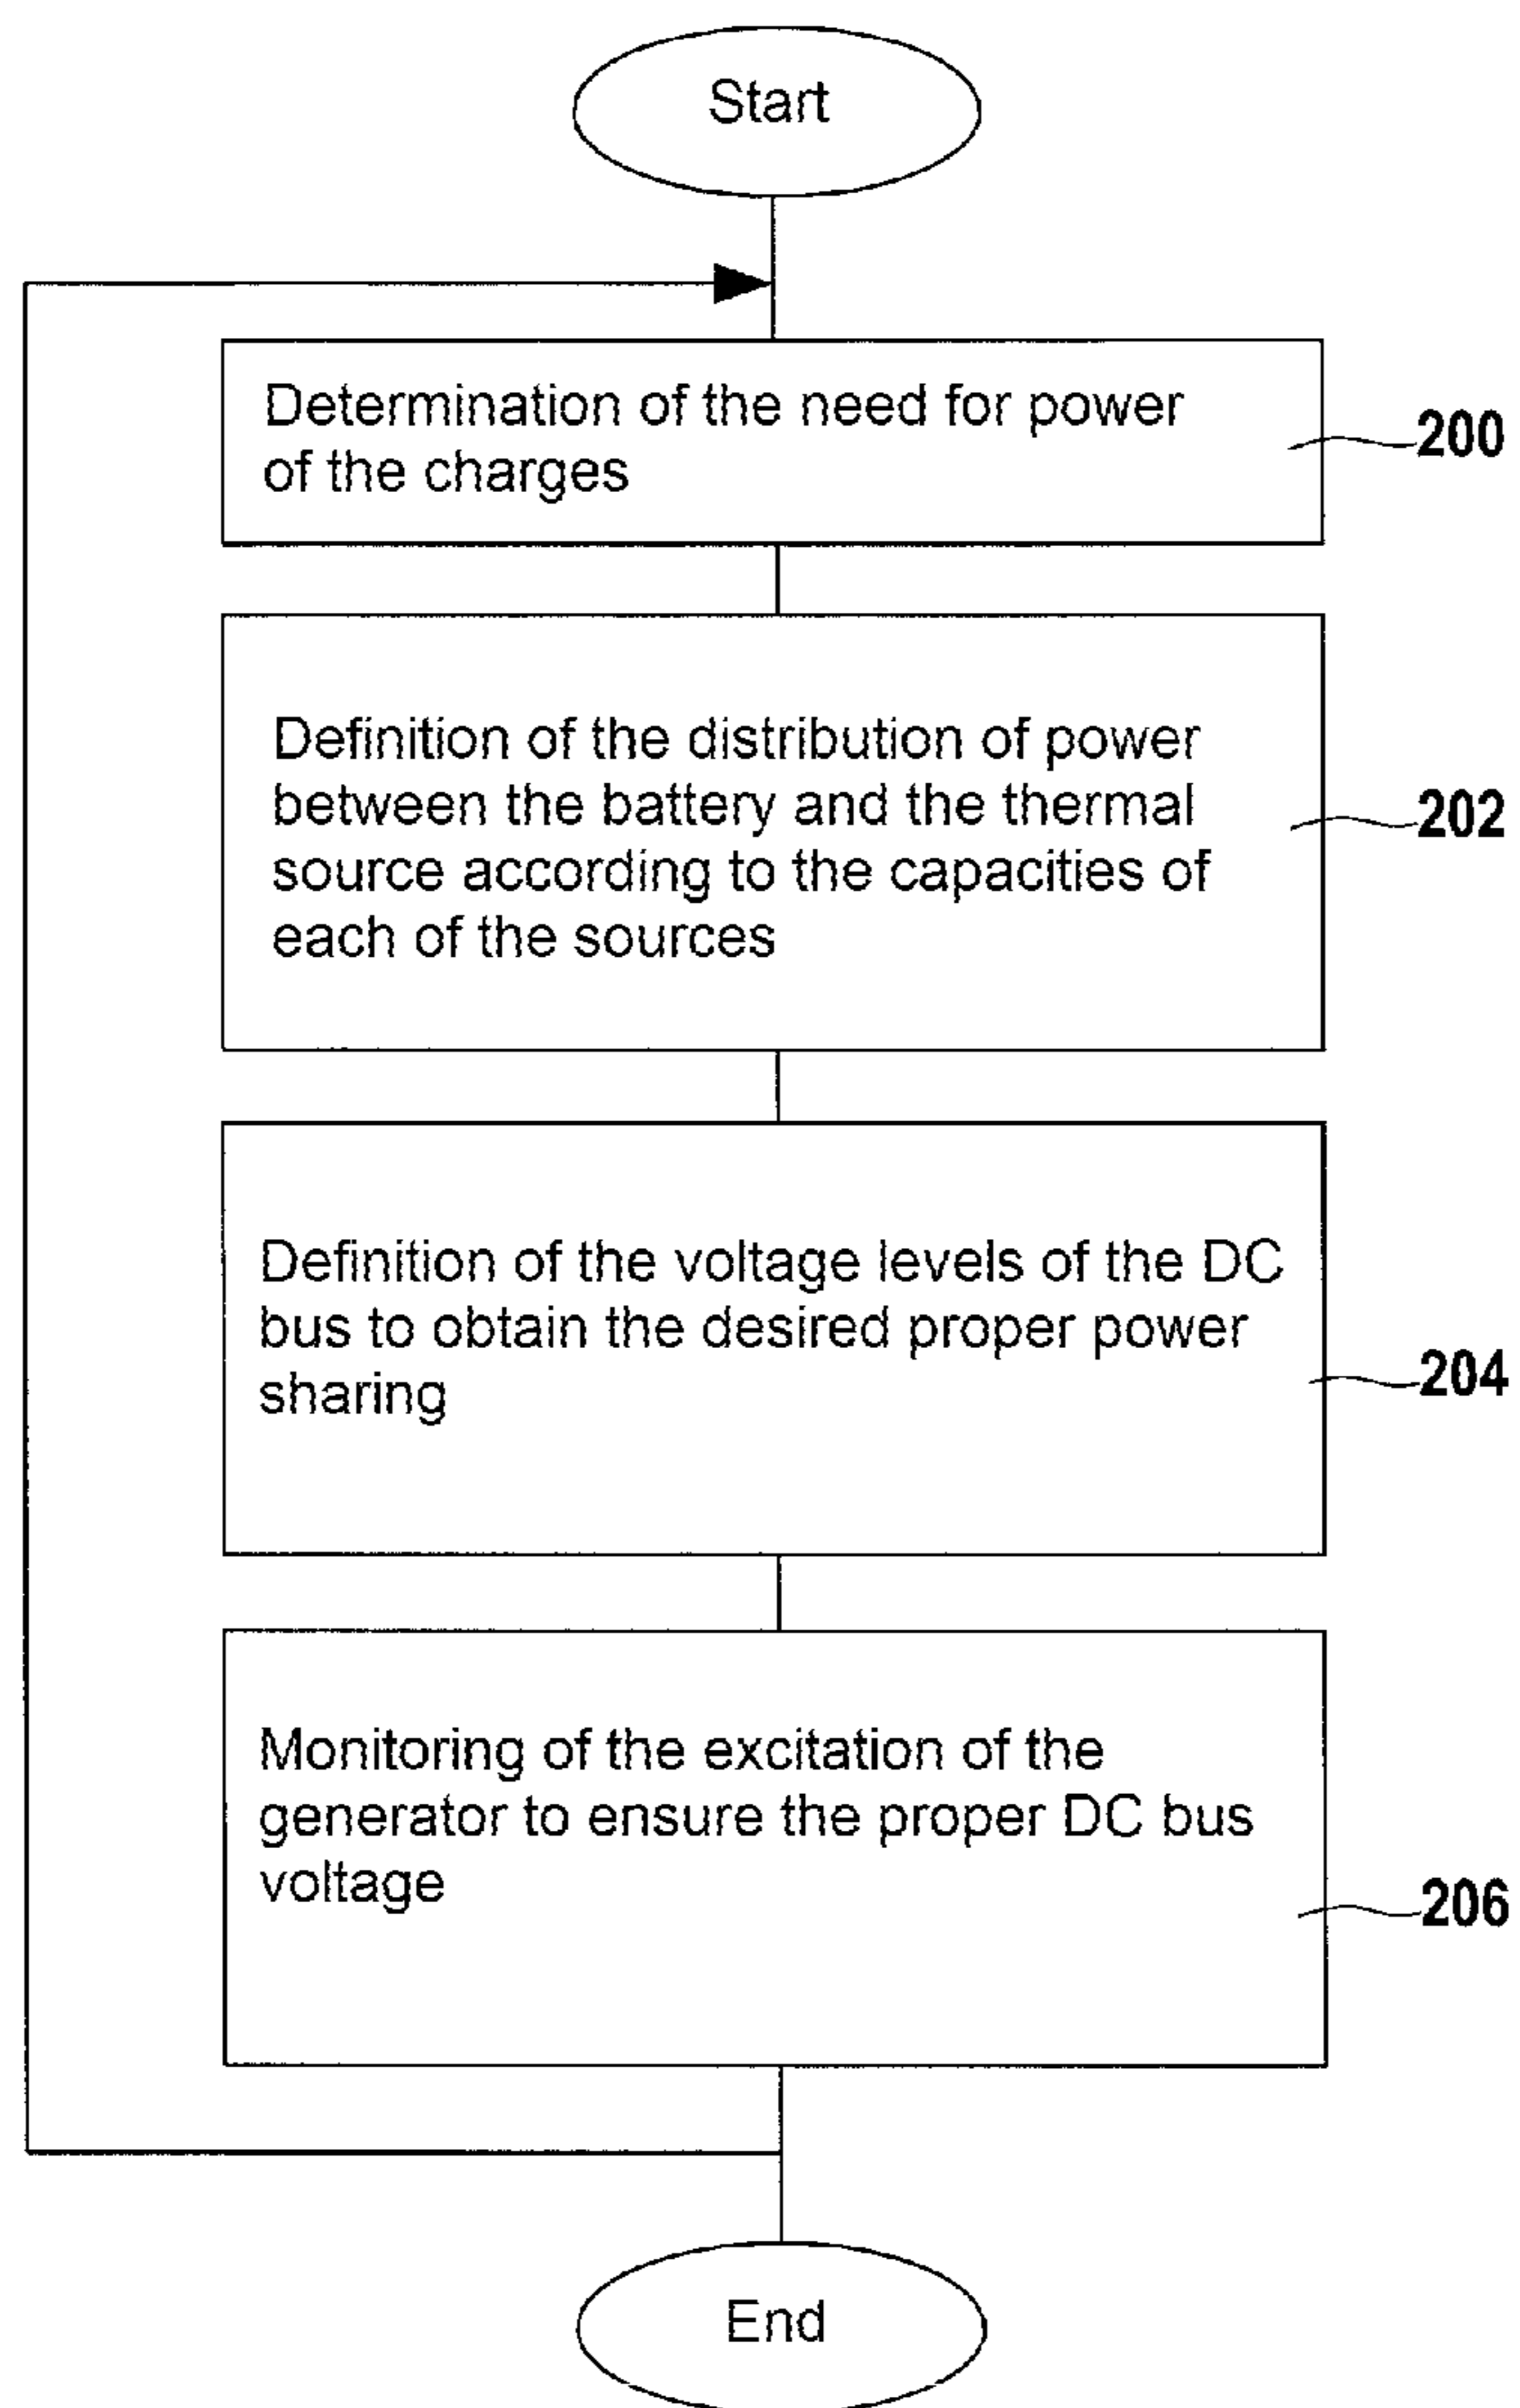 Start
Determination of the need for power
of the charges
200
Definition of the distribution of power
between the battery and the thermal
source according to the capacities of
each of the sources
202
Definition of the voltage levels of the DC
bus to obtain the desired proper power
sharing
204
Monitoring of the excitation of the
generator to ensure the proper DC bus
voltage
206
End